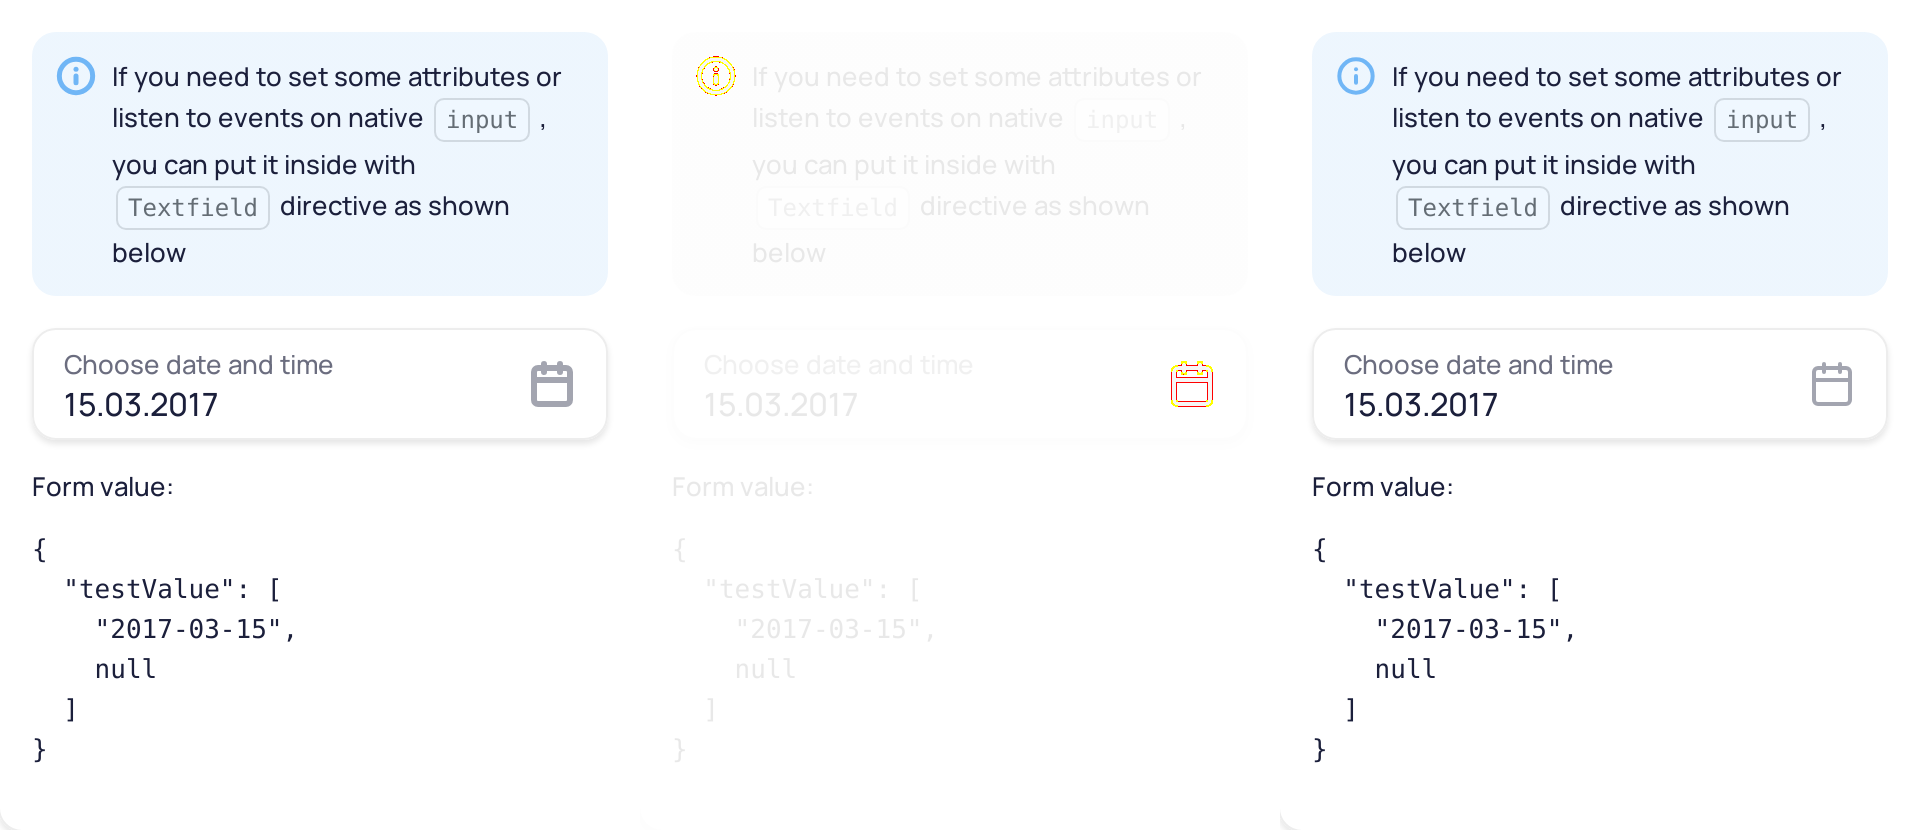 If you need to set some attributes or
listen to events on native input ,
you can put it inside with
Textfield directive as shown
below
Choose date and time
15.03.2017
Form value:
{
  "testValue": [
    "2017-03-15",
    null
  ]
}
If you need to set some attributes or
listen to events on native input ,
you can put it inside with
Textfield directive as shown
below
Choose date and time
15.03.2017
Form value:
{
  "testValue": [
    "2017-03-15",
    null
  ]
}
If you need to set some attributes or
listen to events on native input ,
you can put it inside with
Textfield directive as shown
below
Choose date and time
15.03.2017
Form value:
{
  "testValue": [
    "2017-03-15",
    null
  ]
}